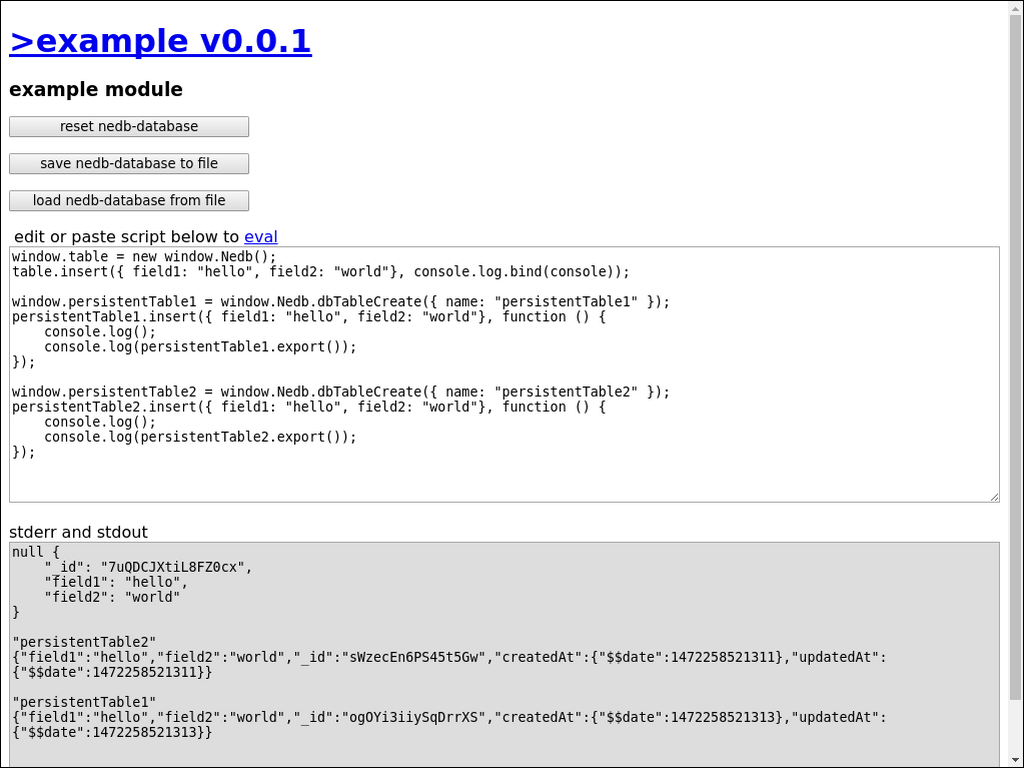 >example v0.0.1
example module
reset nedb-database
save nedb-database to file
load nedb-database from file
edit or paste script below to eval
window.table = new window.Nedb();
table.insert({ field1: "hello", field2: "world"}, console.log.bind(console));

window.persistentTable1 = window.Nedb.dbTableCreate({ name: "persistentTable1" });
persistentTable1.insert({ field1: "hello", field2: "world"}, function () {
    console.log();
    console.log(persistentTable1.export());
});

window.persistentTable2 = window.Nedb.dbTableCreate({ name: "persistentTable2" });
persistentTable2.insert({ field1: "hello", field2: "world"}, function () {
    console.log();
    console.log(persistentTable2.export());
});

stderr and stdout
null {
    "_id": "7uQDCJXtiL8FZ0cx",
    "field1": "hello",
    "field2": "world"
}

"persistentTable2"
{"field1":"hello","field2":"world","_id":"sWzecEn6PS45t5Gw","createdAt":{"$$date":1472258521311},"updatedAt":
{"$$date":1472258521311}}

"persistentTable1"
{"field1":"hello","field2":"world","_id":"ogOYi3iiySqDrrXS","createdAt":{"$$date":1472258521313},"updatedAt":
{"$$date":1472258521313}}